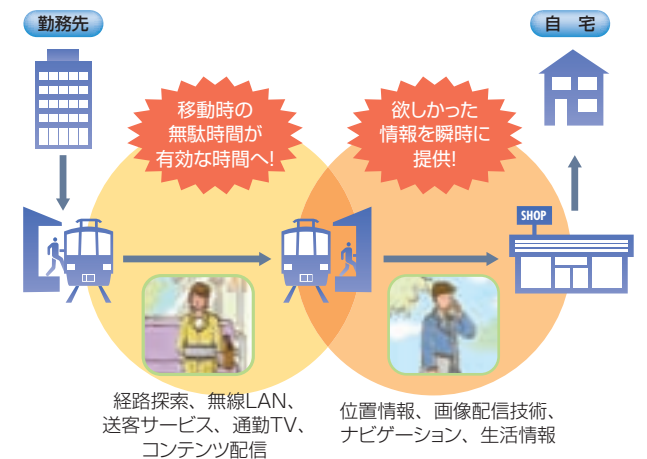 勤務先
自 宅
移動時の
無駄時間が
有効な時間へ!
欲しかった
情報を瞬時に
提供!
SHOP
経路探索、無線LAN、
送客サービス、通勤TV、
コンテンツ配信
位置情報、画像配信技術、
ナビゲーション、生活情報